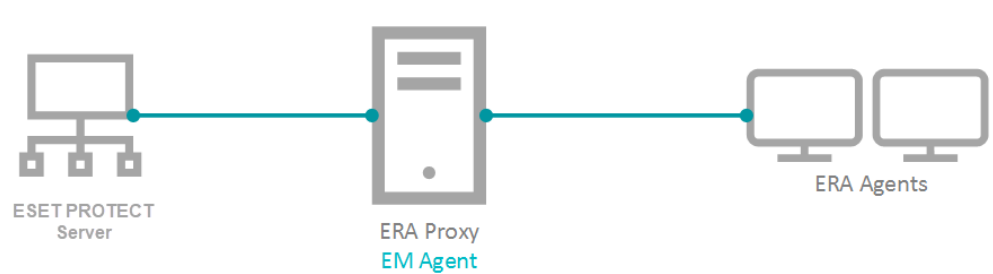 ESET PROTECT
Server
ERA Proxy
EM Agent
ERA Agents